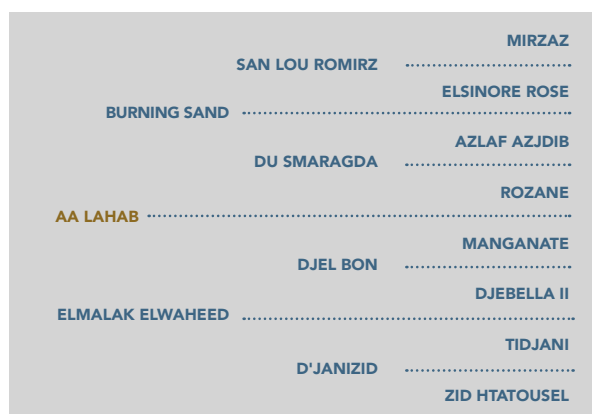 MIRZAZ
SAN LOU ROMIRZ
ELSINORE ROSE
BURNING SAND
AZLAF AZJDIB
DU SMARAGDA
ROZANE
AA LAHAB
MANGANATE
DJEL BON
DJEBELLA II
ELMALAK ELWAHEED
TIDJANI
D'JANIZID
ZID HTATOUSEL